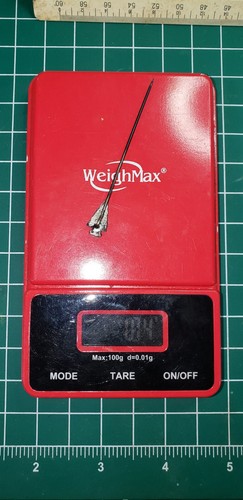 WeighMax®
Max;100g d=0.01g
MODE TARE ON/OFF
2 3 4 5